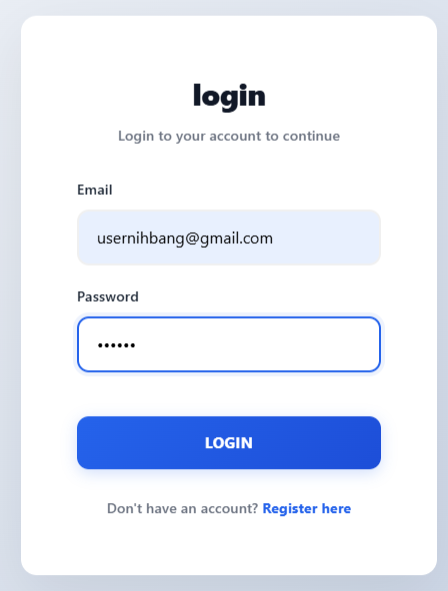 login
Login to your account to continue
Email
usernihbang@gmail.com
Password
••••••
LOGIN
Don't have an account? Register here